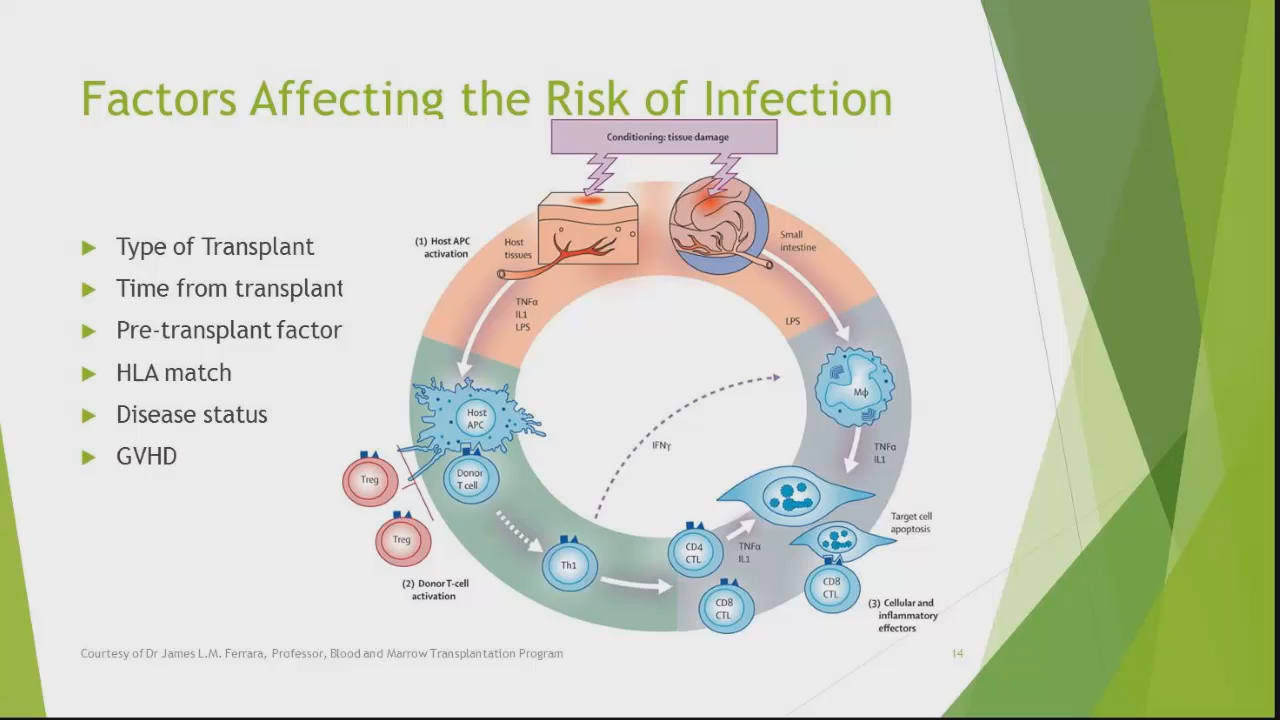 Factors Affecting the Risk of Infection
Conditioning: tissue damage
Type of Transplant
Time from transplant
Pre-transplant factor
HLA match
Disease status
GVHD
(1) Host APC
activation
Host
tissues
Small
intestine
TNFα
IL1
LPS
LPS
Host
APC
Mϕ
Treg
Donor
T cell
IFNγ
TNFα
IL1
Treg
Th1
CD4
CTL
TNFα
IL1
Target cell
apoptosis
CD8
CTL
CD8
CTL
(2) Donor T-cell
activation
(3) Cellular and
inflammatory
effectors
Courtesy of Dr James L.M. Ferrara, Professor, Blood and Marrow Transplantation Program
14